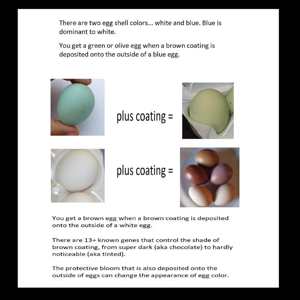 There are two egg shell colors... white and blue. Blue is
dominant to white.
You get a green or olive egg when a brown coating is
deposited onto the outside of a blue egg.
plus coating =
plus coating =
You get a brown egg when a brown coating is deposited
onto the outside of a white egg.
There are 13+ known genes that control the shade of
brown coating, from super dark (aka chocolate) to hardly
noticeable (aka tinted).
The protective bloom that is also deposited onto the
outside of eggs can change the appearance of egg color.